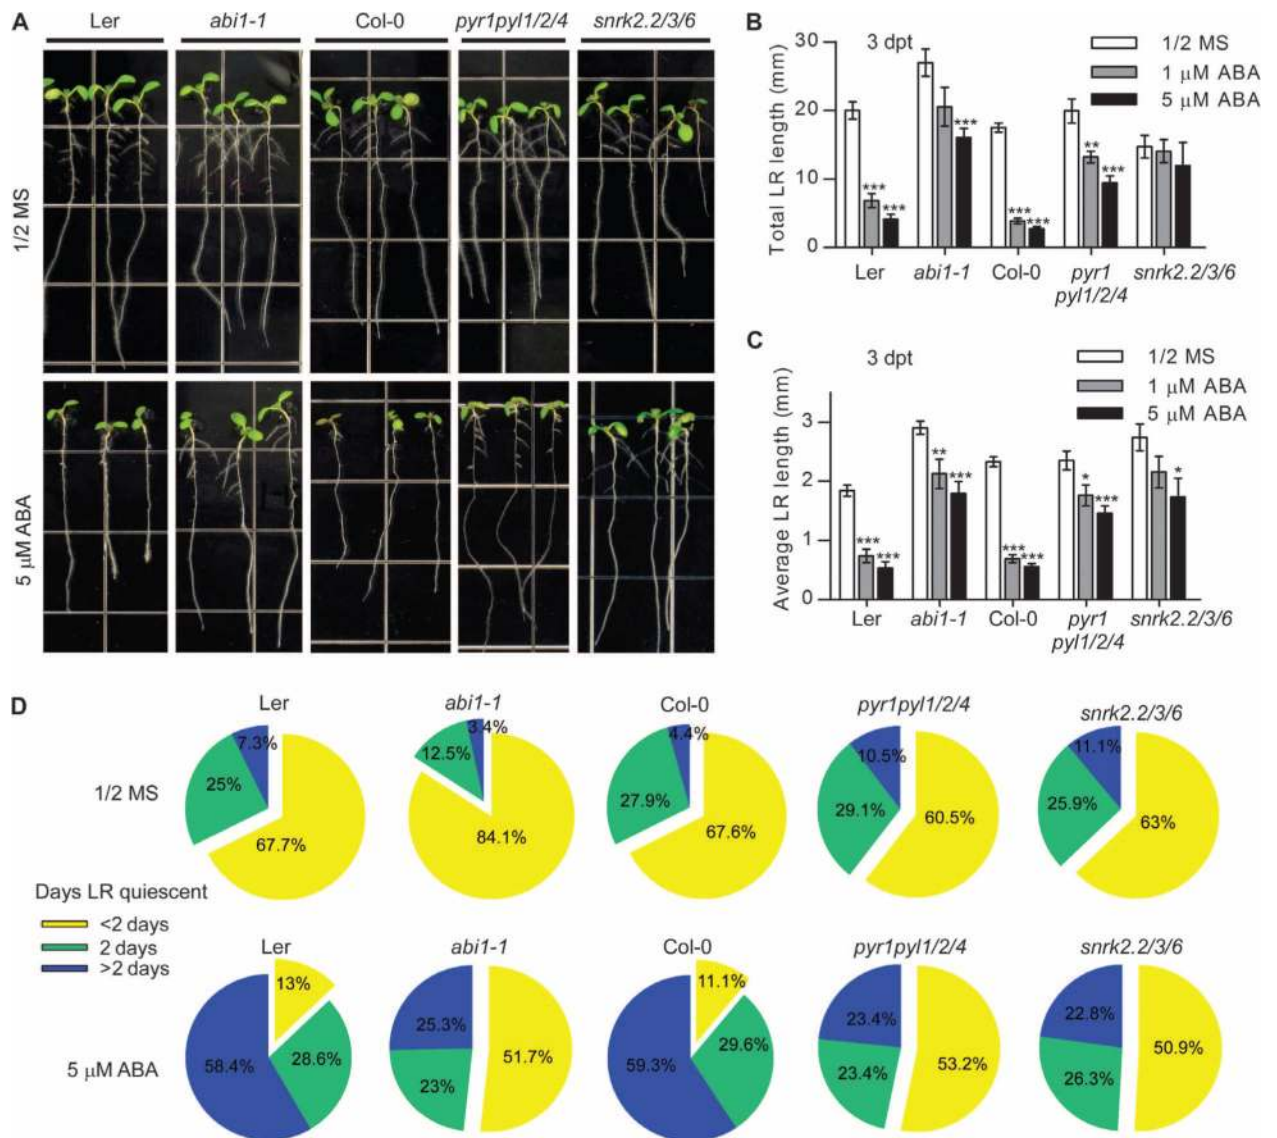 A
Ler
abi1-1
Col-0
pyr1pyl1/2/4
snrk2.2/3/6
1/2 MS
5 μM ABA
B
3 dpt
1/2 MS
1 μM ABA
5 μM ABA
Total LR length (mm)
30
20
10
0
***
***
***
***
***
**
***
Ler
abi1-1
Col-0
pyr1
pyl1/2/4
snrk2.2/3/6
C
3 dpt
1/2 MS
1 μM ABA
5 μM ABA
Average LR length (mm)
3
2
1
0
***
***
**
***
***
***
*
***
*
Ler
abi1-1
Col-0
pyr1
pyl1/2/4
snrk2.2/3/6
D
Ler
abi1-1
Col-0
pyr1pyl1/2/4
snrk2.2/3/6
1/2 MS
7.3%
25%
67.7%
3.4%
12.5%
84.1%
4.4%
27.9%
67.6%
10.5%
29.1%
60.5%
11.1%
25.9%
63%
Days LR quiescent
<2 days
2 days
>2 days
Ler
abi1-1
Col-0
pyr1pyl1/2/4
snrk2.2/3/6
5 μM ABA
13%
58.4%
28.6%
25.3%
51.7%
23%
11.1%
59.3%
29.6%
23.4%
53.2%
23.4%
22.8%
50.9%
26.3%